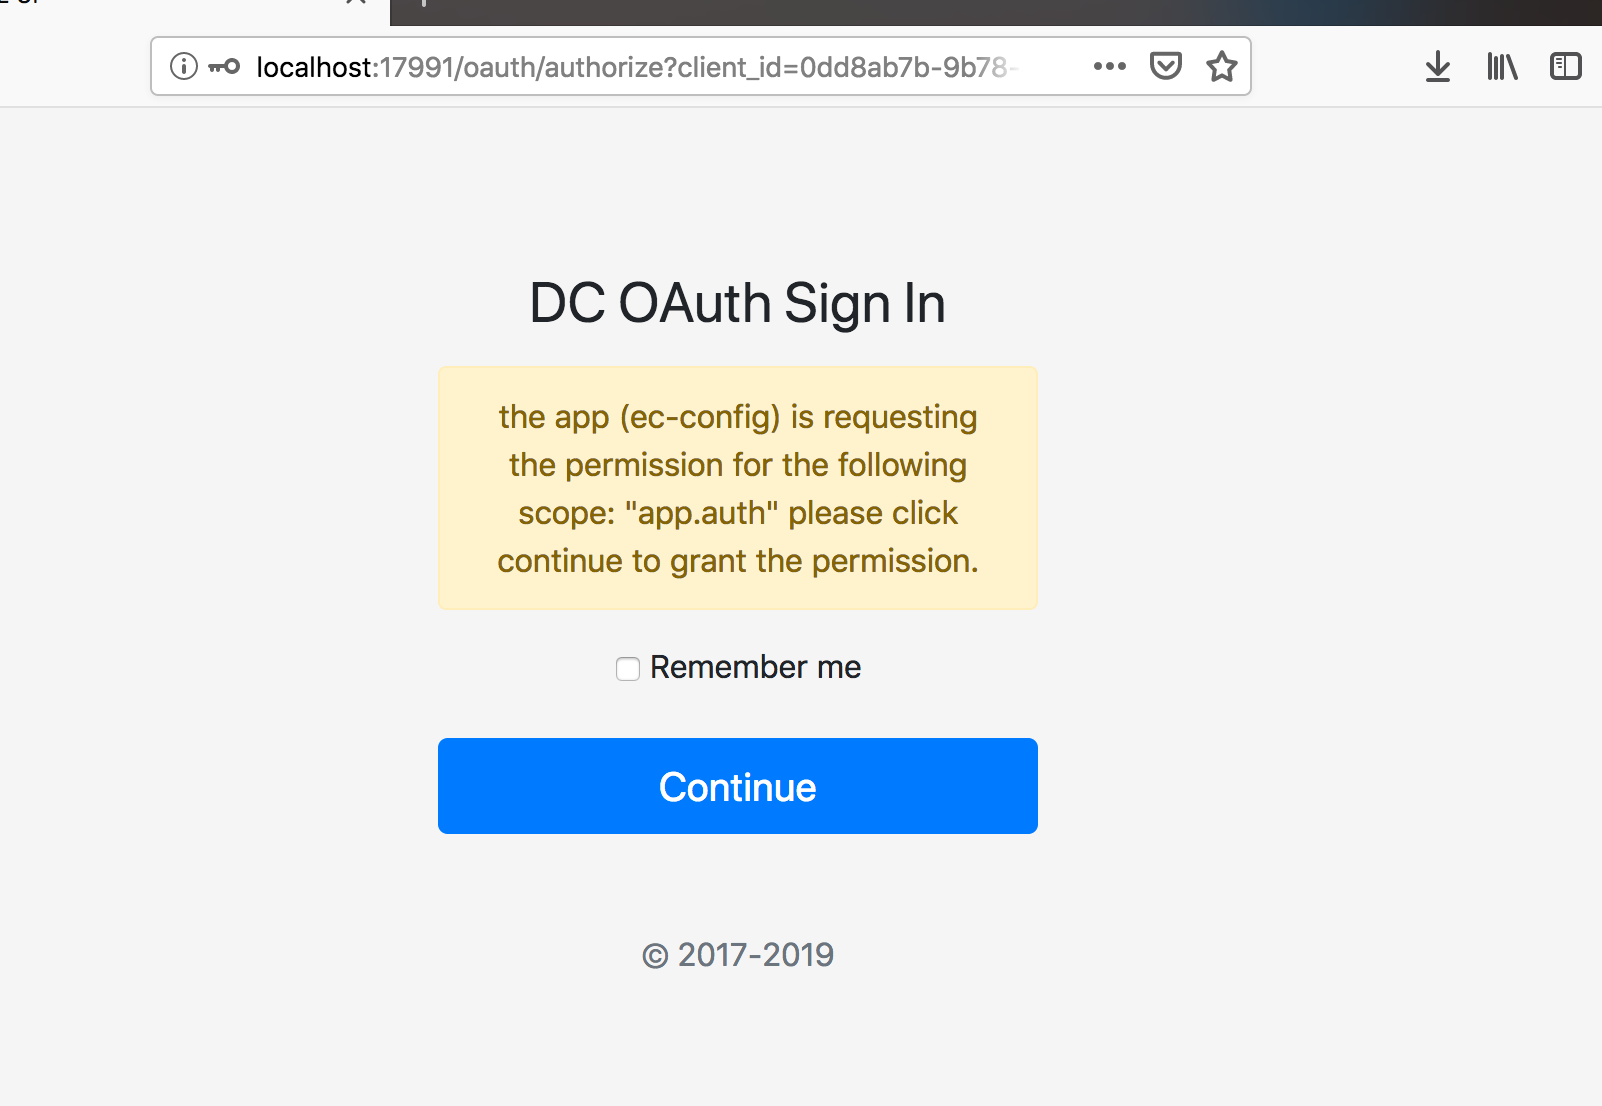 localhost:17991/oauth/authorize?client_id=0dd8ab7b-9b78-
DC OAuth Sign In
the app (ec-config) is requesting
the permission for the following
scope: "app.auth" please click
continue to grant the permission.
Remember me
Continue
© 2017-2019